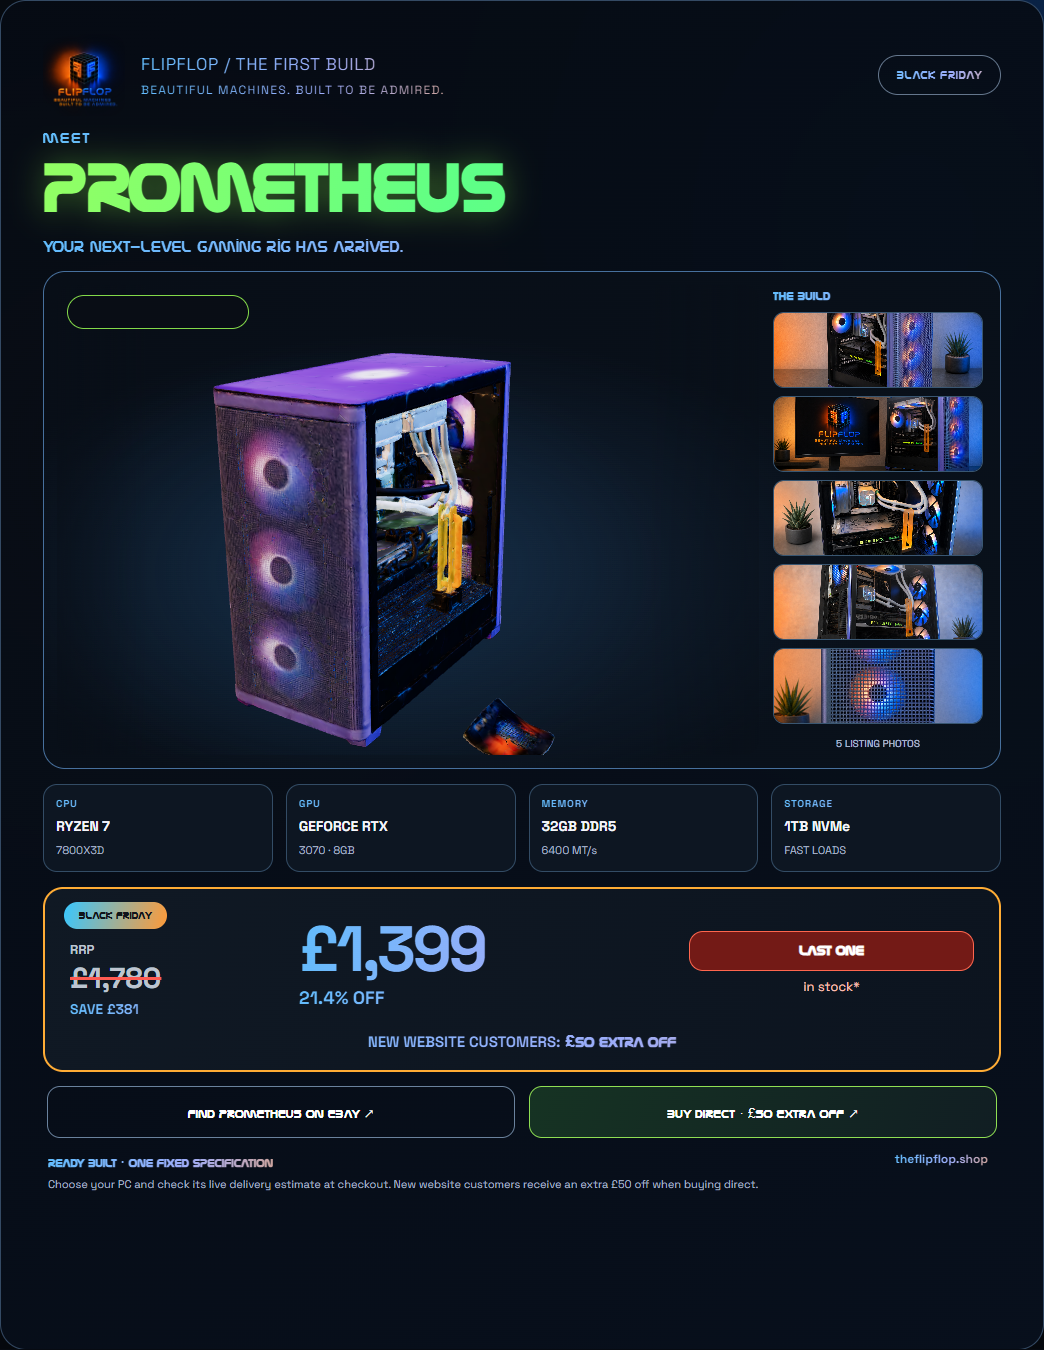 FLIPFLOP / THE FIRST BUILD
BEAUTIFUL MACHINES. BUILT TO BE ADMIRED.
FLIPFLOP
BLACK FRIDAY
MEET
PROMETHEUS
YOUR NEXT-LEVEL GAMING RIG HAS ARRIVED.
THE BUILD
FLIPFLOP
5 LISTING PHOTOS
CPU
RYZEN 7
7800X3D
GPU
GEFORCE RTX
3070 · 8GB
MEMORY
32GB DDR5
6400 MT/s
STORAGE
1TB NVMe
FAST LOADS
BLACK FRIDAY
RRP
£1,780
SAVE £381
£1,399
21.4% OFF
LAST ONE
in stock*
NEW WEBSITE CUSTOMERS: £50 EXTRA OFF
FIND PROMETHEUS ON EBAY ↗
BUY DIRECT · £50 EXTRA OFF ↗
READY BUILT · ONE FIXED SPECIFICATION
theflipflop.shop
Choose your PC and check its live delivery estimate at checkout. New website customers receive an extra £50 off when buying direct.